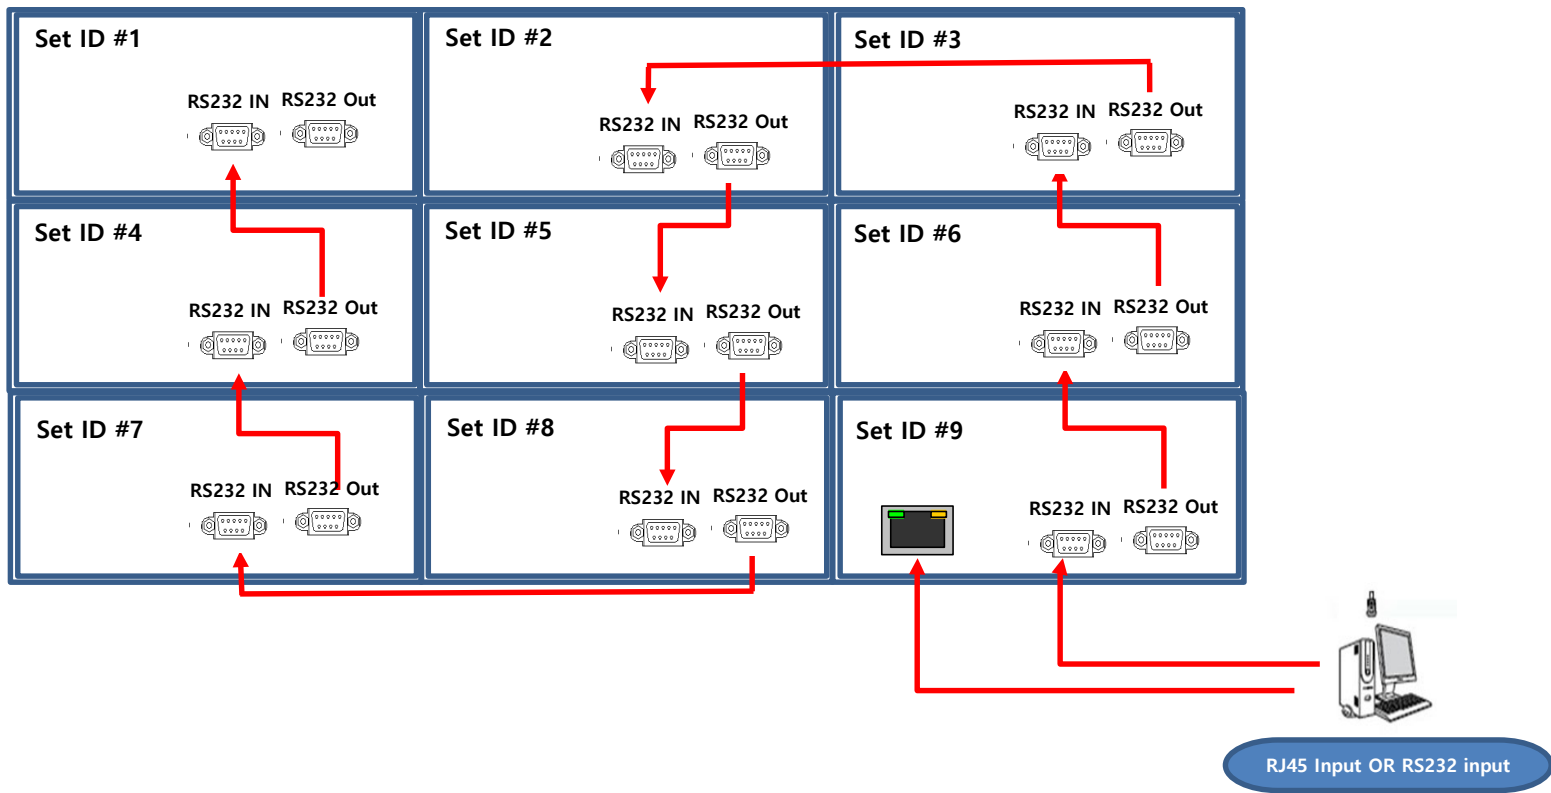 Set ID #1
RS232 IN RS232 Out
Set ID #2
RS232 IN RS232 Out
Set ID #3
RS232 IN RS232 Out
Set ID #4
RS232 IN RS232 Out
Set ID #5
RS232 IN RS232 Out
Set ID #6
RS232 IN RS232 Out
Set ID #7
RS232 IN RS232 Out
Set ID #8
RS232 IN RS232 Out
Set ID #9
RS232 IN RS232 Out
RJ45 Input OR RS232 input